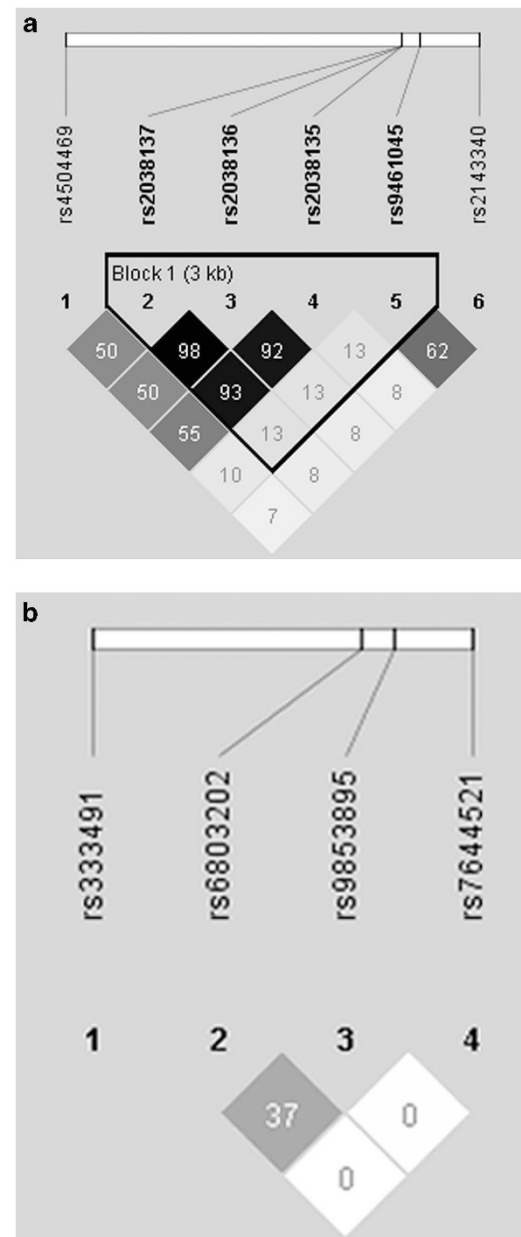 a
rs4504469
rs2038137
rs2038136
rs2038135
rs9461045
rs2143340
Block 1 (3 kb)
1 2 3 4 5 6
50 98 92 13 62
50 93 13 8
55 13 8
10 8
7
b
rs333491
rs6803202
rs9853895
rs7644521
1 2 3 4
37 0
0